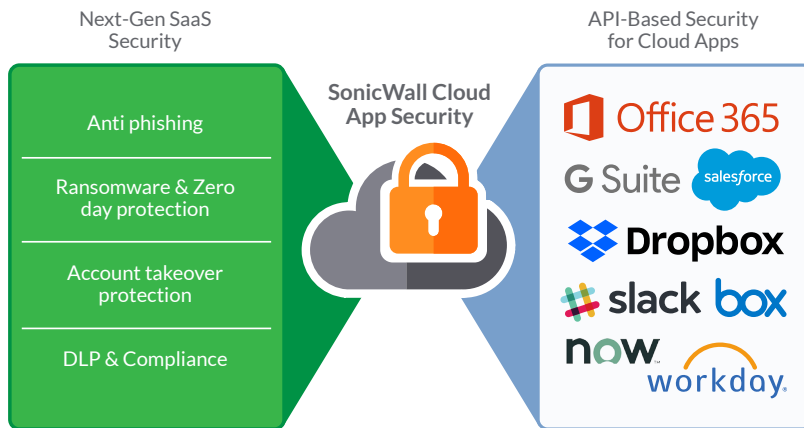 Next-Gen SaaS
Security
API-Based Security
for Cloud Apps
SonicWall Cloud
App Security
Anti phishing
Ransomware & Zero
day protection
Account takeover
protection
DLP & Compliance
Office 365
G Suite
salesforce
Dropbox
slack
box
now™
workday®